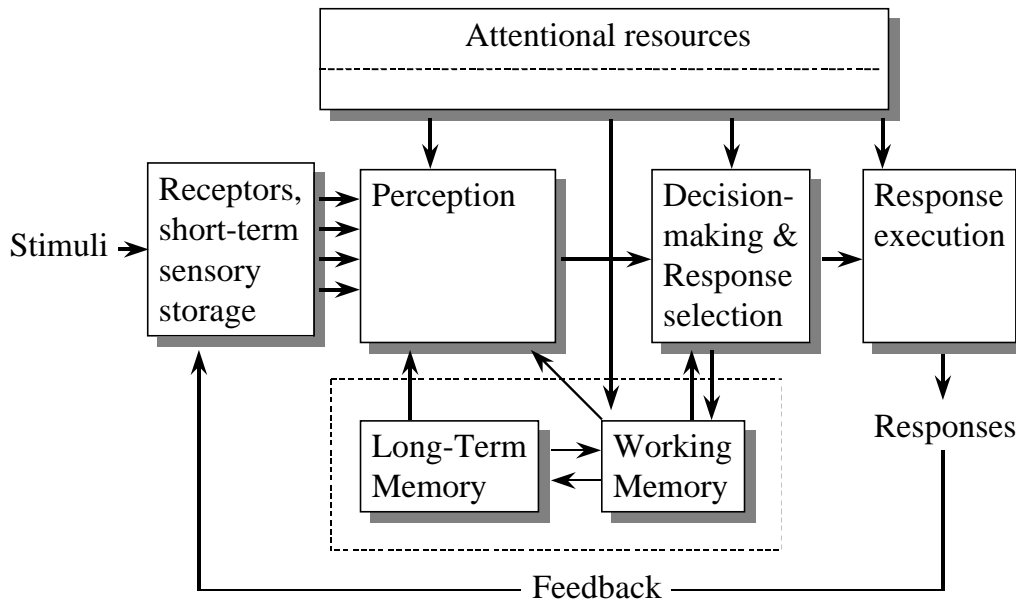 Attentional resources
Stimuli
Receptors,
short-term
sensory
storage
Perception
Decision-
making &
Response
selection
Response
execution
Long-Term
Memory
Working
Memory
Responses
Feedback